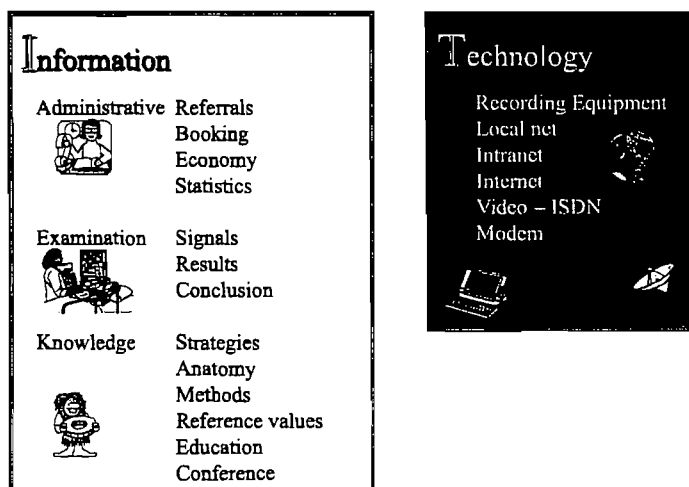 Information
Administrative Referrals
Booking
Economy
Statistics
Examination Signals
Results
Conclusion
Knowledge Strategies
Anatomy
Methods
Reference values
Education
Conference
Technology
Recording Equipment
Local net
Intranet
Internet
Video – ISDN
Modem